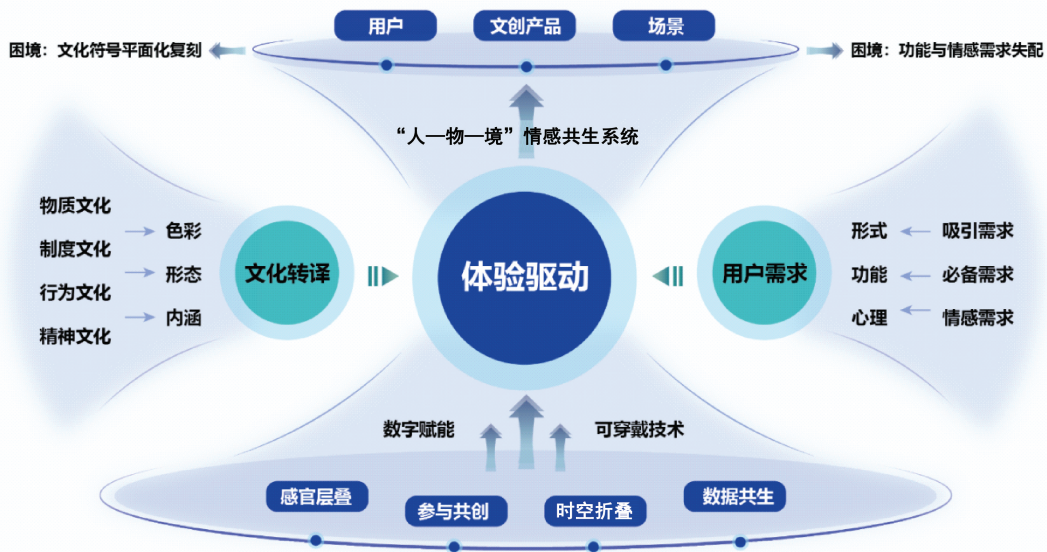 用户
文创产品
场景
困境：文化符号平面化复刻
困境：功能与情感需求失配
“人—物—境”情感共生系统
物质文化
制度文化
行为文化
精神文化
色彩
形态
内涵
文化转译
体验驱动
用户需求
形式
功能
心理
吸引需求
必备需求
情感需求
数字赋能
可穿戴技术
感官层叠
参与共创
时空折叠
数据共生